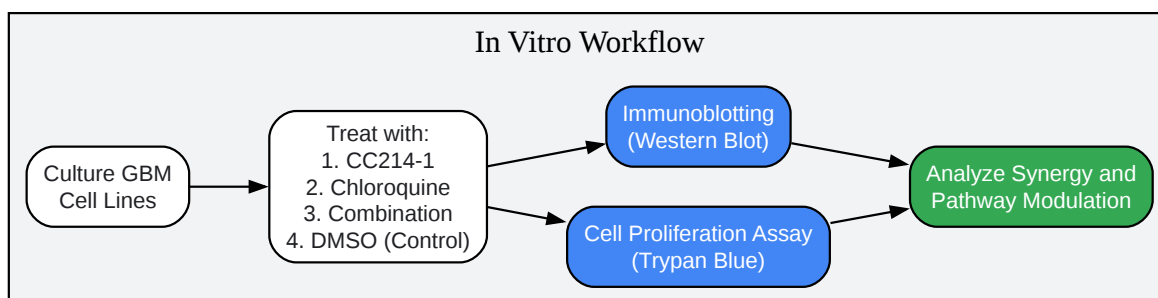 In Vitro Workflow
Culture GBM
Cell Lines
Treat with:
1. CC214-1
2. Chloroquine
3. Combination
4. DMSO (Control)
Immunoblotting
(Western Blot)
Cell Proliferation Assay
(Trypan Blue)
Analyze Synergy and
Pathway Modulation